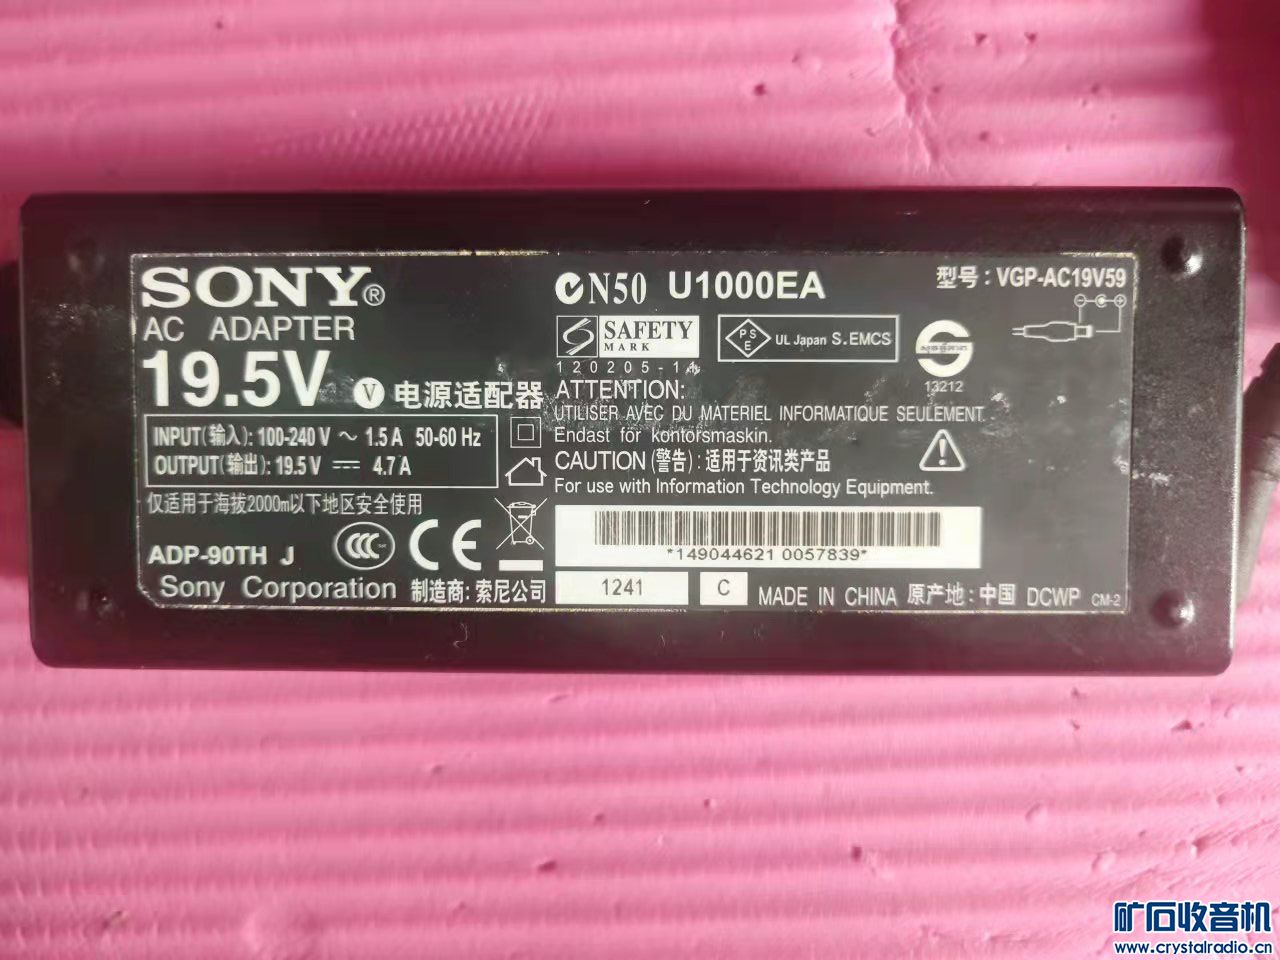 SONY®
AC ADAPTER
19.5V Ⓥ 电源适配器
INPUT(输入): 100-240 V ～ 1.5 A 50-60 Hz
OUTPUT(输出): 19.5 V ⎓ 4.7 A
仅适用于海拔2000m以下地区安全使用
ADP-90TH J CCC CE
Sony Corporation 制造商: 索尼公司
N50 U1000EA
SAFETY
MARK
120205-11
PSE UL Japan S.EMCS
13212
型号: VGP-AC19V59
ATTENTION:
UTILISER AVEC DU MATERIEL INFORMATIQUE SEULEMENT.
Endast för kontorsmaskin.
CAUTION (警告): 适用于资讯类产品
For use with Information Technology Equipment.
*149044621 0057839*
1241 C MADE IN CHINA 原产地: 中国 DCWP CM-2
矿石收音机
www.crystalradio.cn